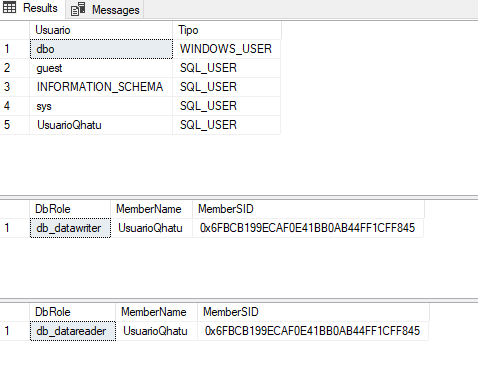 Results Messages
Usuario Tipo
1 dbo WINDOWS_USER
2 guest SQL_USER
3 INFORMATION_SCHEMA SQL_USER
4 sys SQL_USER
5 UsuarioQhatu SQL_USER
DbRole MemberName MemberSID
1 db_datawriter UsuarioQhatu 0x6FBCB199ECAF0E41BB0AB44FF1CFF845
DbRole MemberName MemberSID
1 db_datareader UsuarioQhatu 0x6FBCB199ECAF0E41BB0AB44FF1CFF845